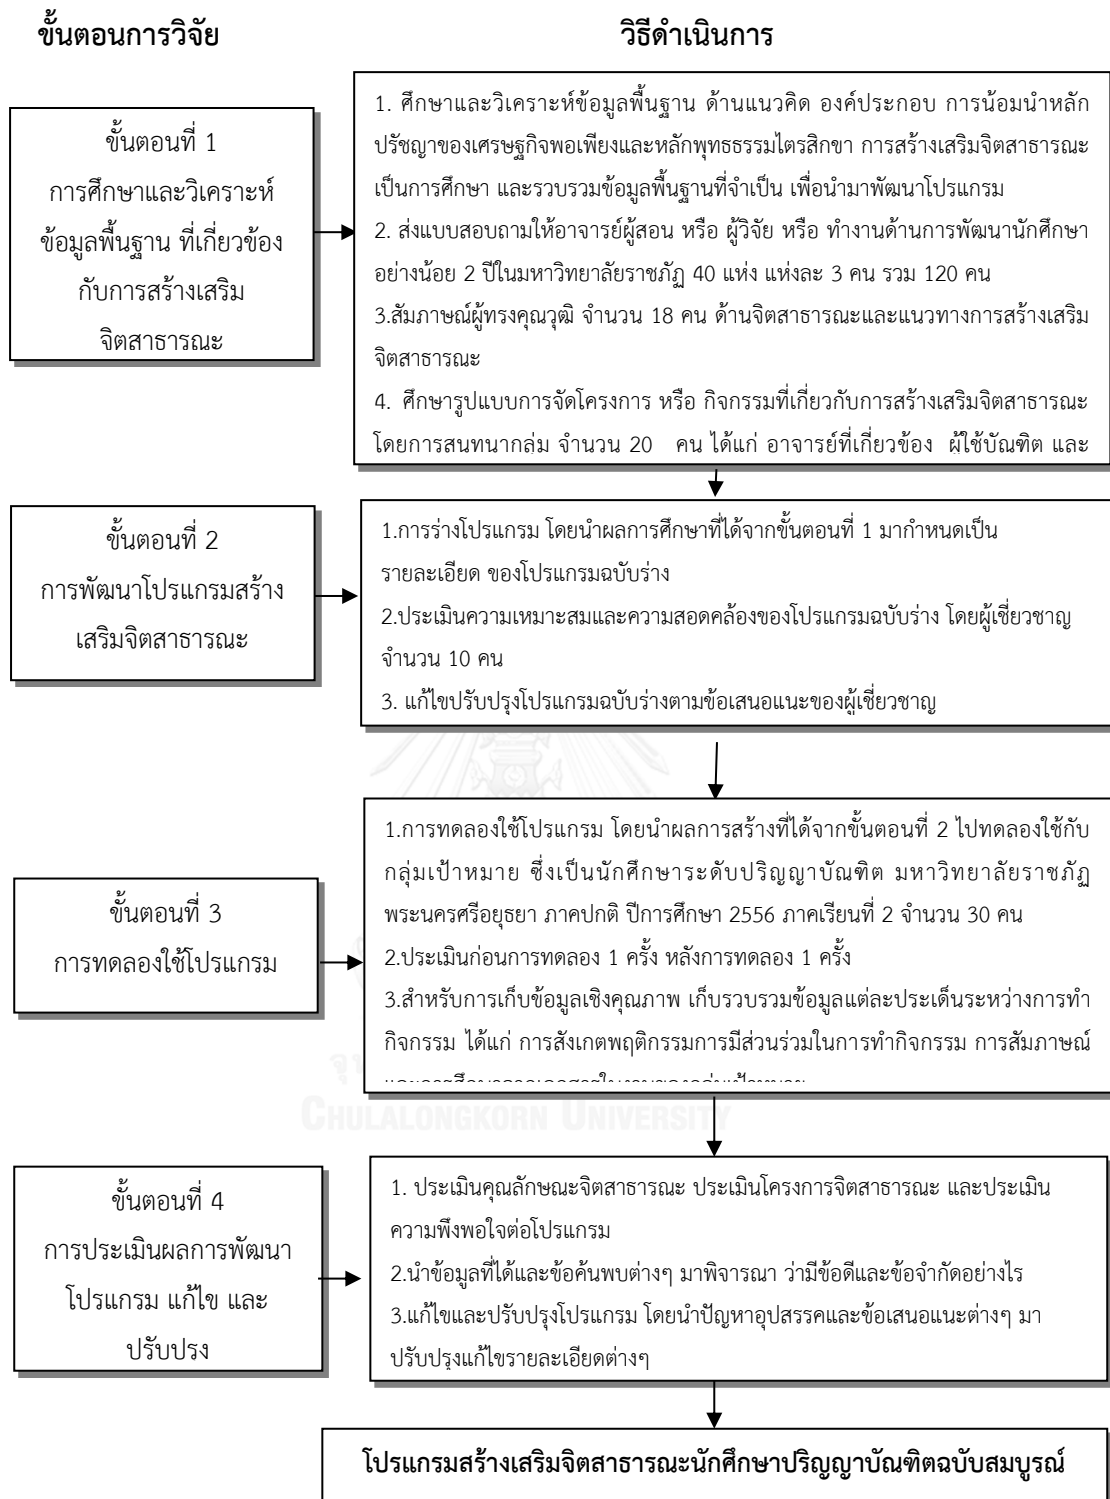 ขั้นตอนการวิจัย
วิธีดำเนินการ
ขั้นตอนที่ 1
การศึกษาและวิเคราะห์
ข้อมูลพื้นฐาน ที่เกี่ยวข้อง
กับการสร้างเสริม
จิตสาธารณะ
1. ศึกษาและวิเคราะห์ข้อมูลพื้นฐาน ด้านแนวคิด องค์ประกอบ การน้อมนำหลัก
ปรัชญาของเศรษฐกิจพอเพียงและหลักพุทธธรรมไตรสิกขา การสร้างเสริมจิตสาธารณะ
เป็นการศึกษา และรวบรวมข้อมูลพื้นฐานที่จำเป็น เพื่อนำมาพัฒนาโปรแกรม
2. ส่งแบบสอบถามให้อาจารย์ผู้สอน หรือ ผู้วิจัย หรือ ทำงานด้านการพัฒนานักศึกษา
อย่างน้อย 2 ปีในมหาวิทยาลัยราชภัฏ 40 แห่ง แห่งละ 3 คน รวม 120 คน
3.สัมภาษณ์ผู้ทรงคุณวุฒิ จำนวน 18 คน ด้านจิตสาธารณะและแนวทางการสร้างเสริม
จิตสาธารณะ
4. ศึกษารูปแบบการจัดโครงการ หรือ กิจกรรมที่เกี่ยวกับการสร้างเสริมจิตสาธารณะ
โดยการสนทนากลุ่ม จำนวน 20 คน ได้แก่ อาจารย์ที่เกี่ยวข้อง ผู้ใช้บัณฑิต และ
ขั้นตอนที่ 2
การพัฒนาโปรแกรมสร้าง
เสริมจิตสาธารณะ
1.การร่างโปรแกรม โดยนำผลการศึกษาที่ได้จากขั้นตอนที่ 1 มากำหนดเป็น
รายละเอียด ของโปรแกรมฉบับร่าง
2.ประเมินความเหมาะสมและความสอดคล้องของโปรแกรมฉบับร่าง โดยผู้เชี่ยวชาญ
จำนวน 10 คน
3. แก้ไขปรับปรุงโปรแกรมฉบับร่างตามข้อเสนอแนะของผู้เชี่ยวชาญ
ขั้นตอนที่ 3
การทดลองใช้โปรแกรม
1.การทดลองใช้โปรแกรม โดยนำผลการสร้างที่ได้จากขั้นตอนที่ 2 ไปทดลองใช้กับ
กลุ่มเป้าหมาย ซึ่งเป็นนักศึกษาระดับปริญญาบัณฑิต มหาวิทยาลัยราชภัฏ
พระนครศรีอยุธยา ภาคปกติ ปีการศึกษา 2556 ภาคเรียนที่ 2 จำนวน 30 คน
2.ประเมินก่อนการทดลอง 1 ครั้ง หลังการทดลอง 1 ครั้ง
3.สำหรับการเก็บข้อมูลเชิงคุณภาพ เก็บรวบรวมข้อมูลแต่ละประเด็นระหว่างการทำ
กิจกรรม ได้แก่ การสังเกตพฤติกรรมการมีส่วนร่วมในการทำกิจกรรม การสัมภาษณ์
CHULALONGKORN UNIVERSITY
ขั้นตอนที่ 4
การประเมินผลการพัฒนา
โปรแกรม แก้ไข และ
ปรับปรุง
1. ประเมินคุณลักษณะจิตสาธารณะ ประเมินโครงการจิตสาธารณะ และประเมิน
ความพึงพอใจต่อโปรแกรม
2.นำข้อมูลที่ได้และข้อค้นพบต่างๆ มาพิจารณา ว่ามีข้อดีและข้อจำกัดอย่างไร
3.แก้ไขและปรับปรุงโปรแกรม โดยนำปัญหาอุปสรรคและข้อเสนอแนะต่างๆ มา
ปรับปรุงแก้ไขรายละเอียดต่างๆ
โปรแกรมสร้างเสริมจิตสาธารณะนักศึกษาปริญญาบัณฑิตฉบับสมบูรณ์